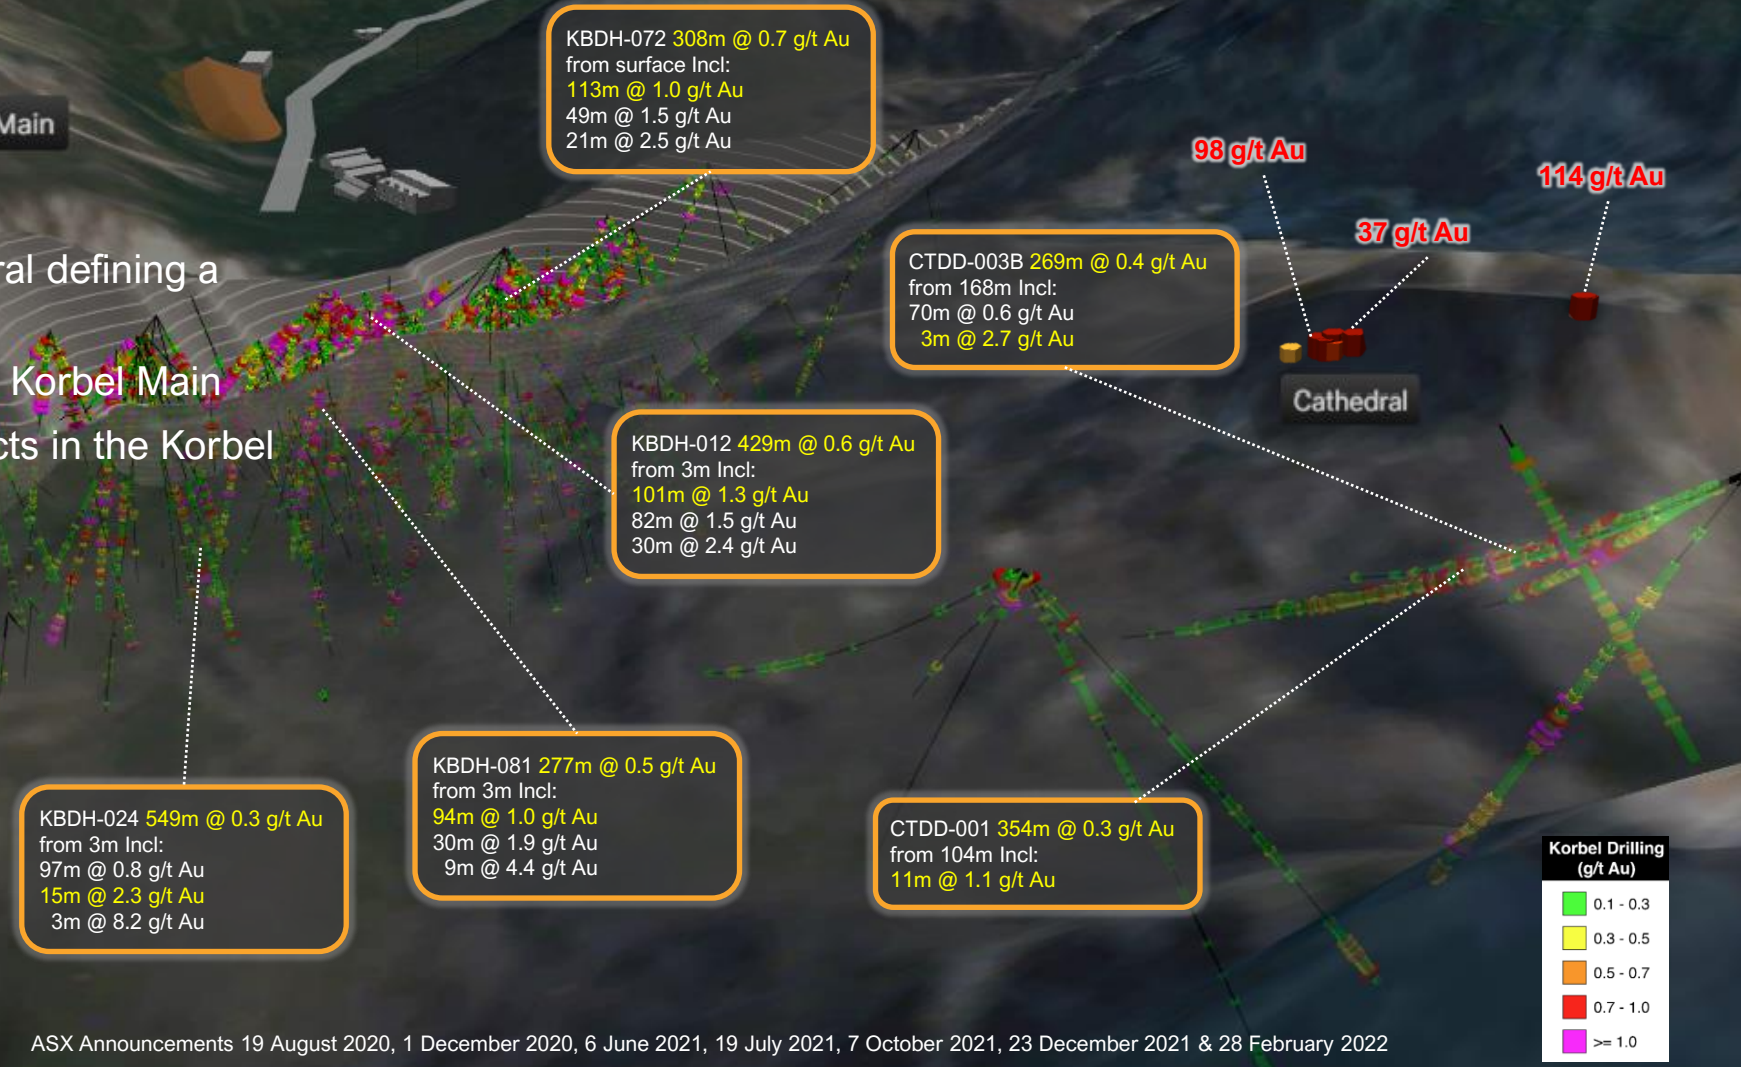 KBDH-072 308m @ 0.7 g/t Au
from surface Incl:
113m @ 1.0 g/t Au
49m @ 1.5 g/t Au
21m @ 2.5 g/t Au
Main
98 g/t Au
114 g/t Au
37 g/t Au
ral defining a
Korbel Main
cts in the Korbel
CTDD-003B 269m @ 0.4 g/t Au
from 168m Incl:
70m @ 0.6 g/t Au
3m @ 2.7 g/t Au
Cathedral
KBDH-012 429m @ 0.6 g/t Au
from 3m Incl:
101m @ 1.3 g/t Au
82m @ 1.5 g/t Au
30m @ 2.4 g/t Au
KBDH-081 277m @ 0.5 g/t Au
from 3m Incl:
94m @ 1.0 g/t Au
30m @ 1.9 g/t Au
9m @ 4.4 g/t Au
KBDH-024 549m @ 0.3 g/t Au
from 3m Incl:
97m @ 0.8 g/t Au
15m @ 2.3 g/t Au
3m @ 8.2 g/t Au
CTDD-001 354m @ 0.3 g/t Au
from 104m Incl:
11m @ 1.1 g/t Au
Korbel Drilling
(g/t Au)
0.1 - 0.3
0.3 - 0.5
0.5 - 0.7
0.7 - 1.0
>= 1.0
ASX Announcements 19 August 2020, 1 December 2020, 6 June 2021, 19 July 2021, 7 October 2021, 23 December 2021 & 28 February 2022